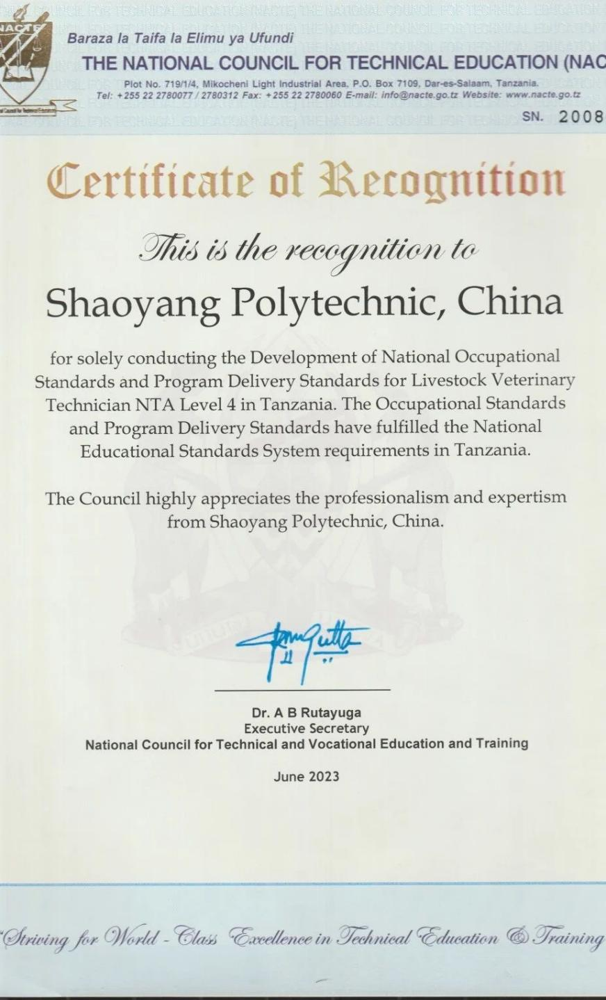 NACTE
Baraza la Taifa la Elimu ya Ufundi
THE NATIONAL COUNCIL FOR TECHNICAL EDUCATION (NAC
Plot No. 719/1/4, Mikocheni Light Industrial Area, P.O. Box 7109, Dar-es-Salaam, Tanzania.
Tel: +255 22 2780077 / 2780312 Fax: +255 22 2780060 E-mail: info@nacte.go.tz Website: www.nacte.go.tz
SN. 2008
Certificate of Recognition
This is the recognition to
Shaoyang Polytechnic, China
for solely conducting the Development of National Occupational
Standards and Program Delivery Standards for Livestock Veterinary
Technician NTA Level 4 in Tanzania. The Occupational Standards
and Program Delivery Standards have fulfilled the National
Educational Standards System requirements in Tanzania.
The Council highly appreciates the professionalism and expertism
from Shaoyang Polytechnic, China.
Dr. A B Rutayuga
Executive Secretary
National Council for Technical and Vocational Education and Training
June 2023
"Striving for World - Class Excellence in Technical Education & Training